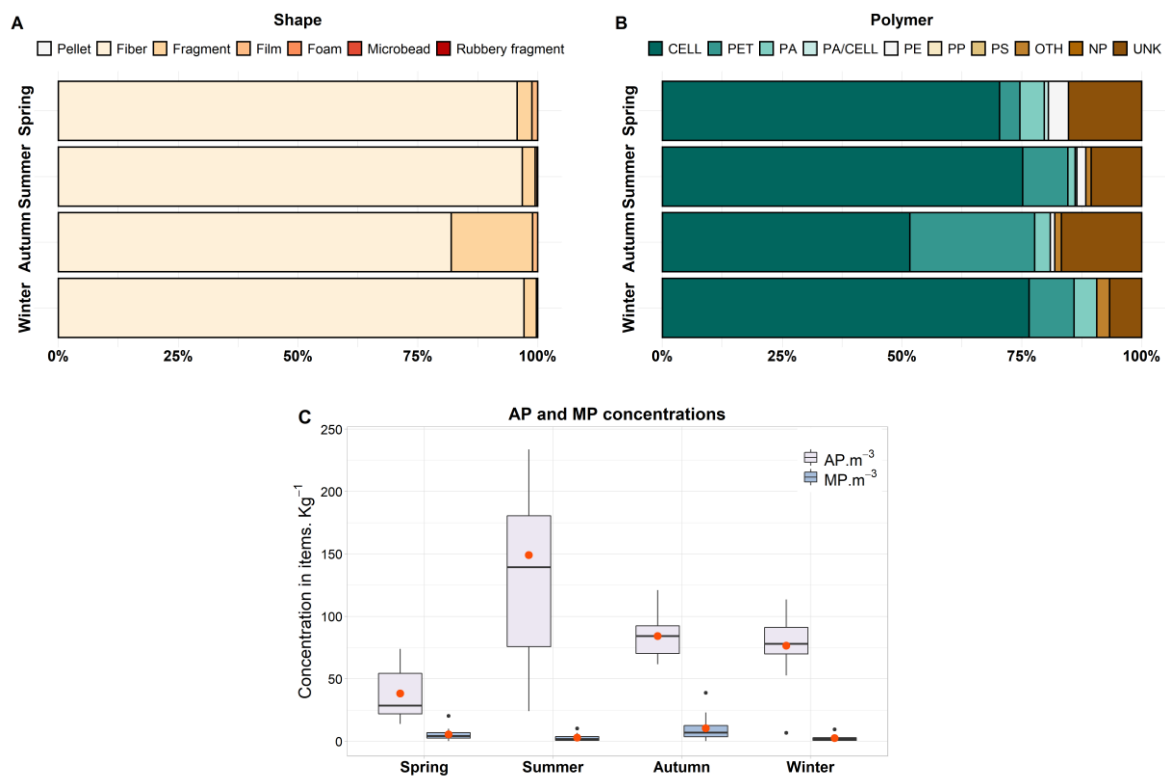 A
Shape
Pellet Fiber Fragment Film Foam Microbead Rubbery fragment
Spring
Summer
Autumn
Winter
0% 25% 50% 75% 100%
B
Polymer
CELL PET PA PA/CELL PE PP PS OTH NP UNK
Spring
Summer
Autumn
Winter
0% 25% 50% 75% 100%
C
AP and MP concentrations
Concentration in items. Kg⁻¹
250
200
150
100
50
0
AP.m⁻³
MP.m⁻³
Spring Summer Autumn Winter